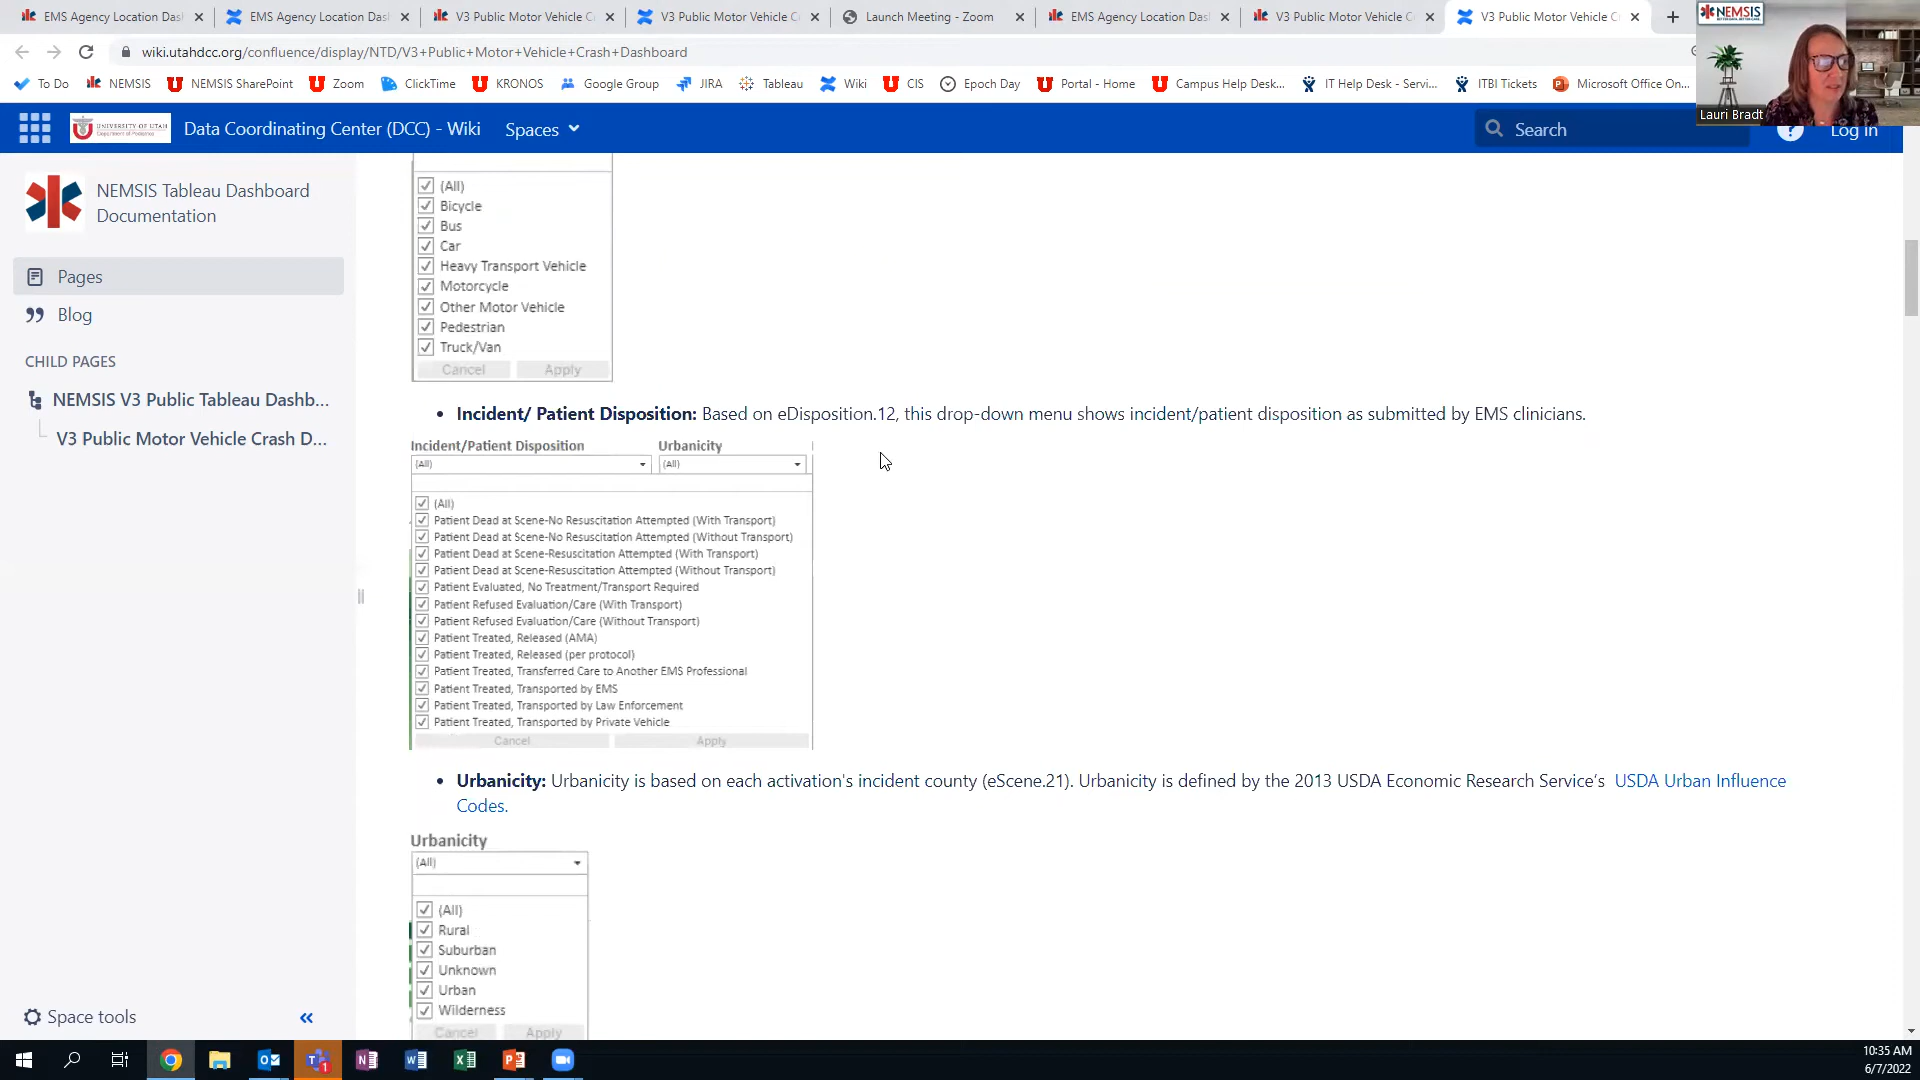 EMS Agency Location Das
EMS Agency Location Das
V3 Public Motor Vehicle C
V3 Public Motor Vehicle C
Launch Meeting - Zoom
EMS Agency Location Das
V3 Public Motor Vehicle C
V3 Public Motor Vehicle C
NEMSIS
wiki.utahdcc.org/confluence/display/NTD/V3+Public+Motor+Vehicle+Crash+Dashboard
To Do
NEMSIS
NEMSIS SharePoint
Zoom
ClickTime
KRONOS
Google Group
JIRA
Tableau
Wiki
CIS
Epoch Day
Portal - Home
Campus Help Desk...
IT Help Desk - Servi...
ITBI Tickets
Microsoft Office On...
Lauri Bradt
UNIVERSITY OF UTAH
Department of Pediatrics
Data Coordinating Center (DCC) - Wiki
Spaces
Search
?
Log in
NEMSIS Tableau Dashboard
Documentation
Pages
Blog
CHILD PAGES
NEMSIS V3 Public Tableau Dashb...
V3 Public Motor Vehicle Crash D...
Space tools
(All)
Bicycle
Bus
Car
Heavy Transport Vehicle
Motorcycle
Other Motor Vehicle
Pedestrian
Truck/Van
Cancel Apply
• Incident/ Patient Disposition: Based on eDisposition.12, this drop-down menu shows incident/patient disposition as submitted by EMS clinicians.
Incident/Patient Disposition Urbanicity
(All) (All)
(All)
Patient Dead at Scene-No Resuscitation Attempted (With Transport)
Patient Dead at Scene-No Resuscitation Attempted (Without Transport)
Patient Dead at Scene-Resuscitation Attempted (With Transport)
Patient Dead at Scene-Resuscitation Attempted (Without Transport)
Patient Evaluated, No Treatment/Transport Required
Patient Refused Evaluation/Care (With Transport)
Patient Refused Evaluation/Care (Without Transport)
Patient Treated, Released (AMA)
Patient Treated, Released (per protocol)
Patient Treated, Transferred Care to Another EMS Professional
Patient Treated, Transported by EMS
Patient Treated, Transported by Law Enforcement
Patient Treated, Transported by Private Vehicle
Cancel Apply
• Urbanicity: Urbanicity is based on each activation's incident county (eScene.21). Urbanicity is defined by the 2013 USDA Economic Research Service's USDA Urban Influence
Codes.
Urbanicity
(All)
(All)
Rural
Suburban
Unknown
Urban
Wilderness
Cancel Apply
10:35 AM
6/7/2022